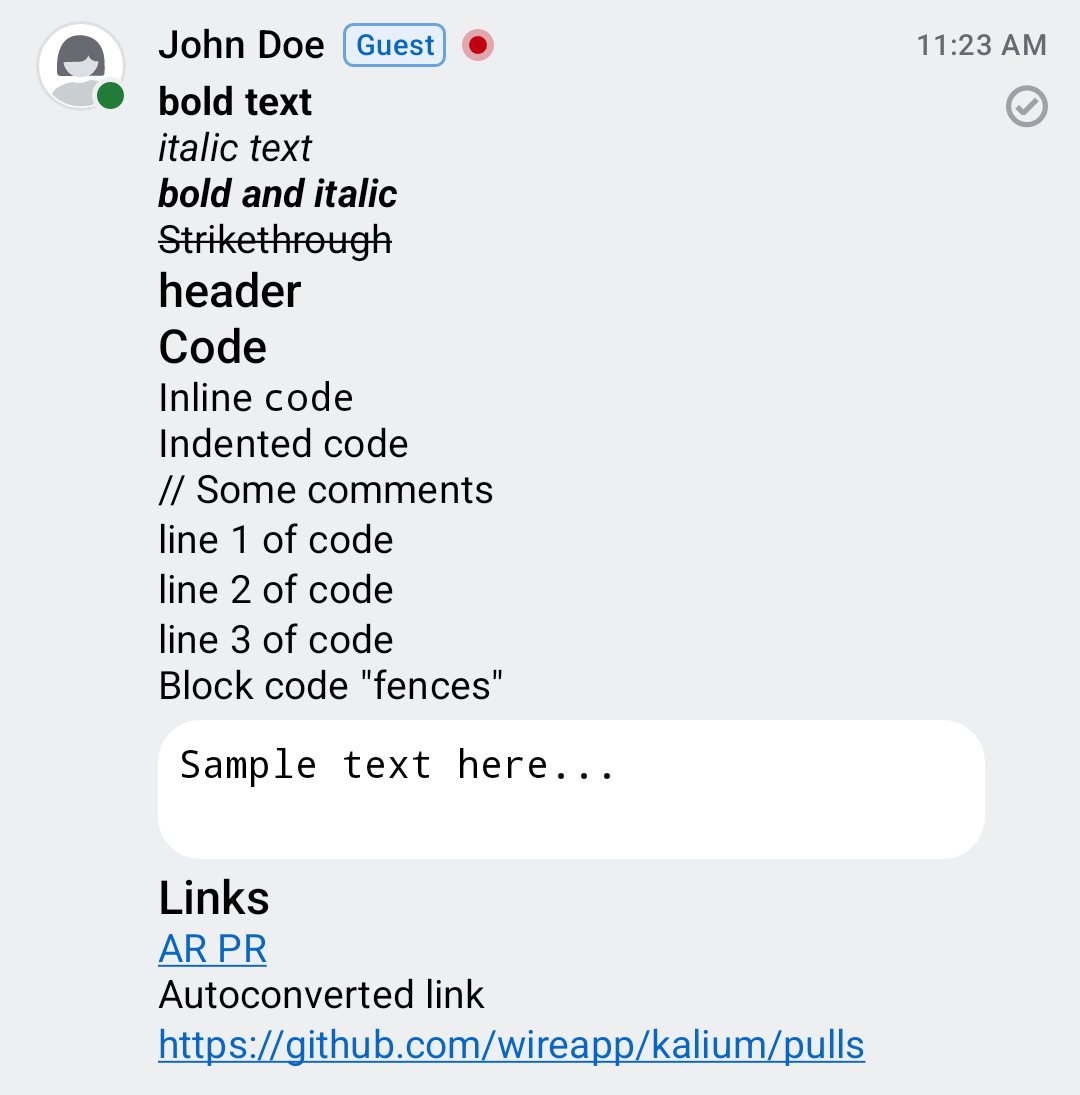 John Doe Guest 11:23 AM
bold text
italic text
bold and italic
Strikethrough
header
Code
Inline code
Indented code
// Some comments
line 1 of code
line 2 of code
line 3 of code
Block code "fences"
Sample text here...
Links
AR PR
Autoconverted link
https://github.com/wireapp/kalium/pulls